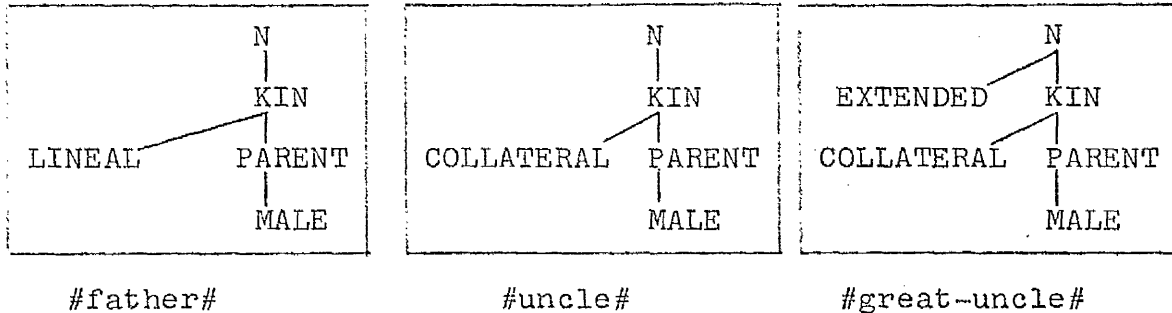 N N N
KIN EXTENDED KIN KIN
LINEAL PARENT COLLATERAL PARENT COLLATERAL PARENT
MALE MALE MALE
#father# #uncle# #great-uncle#